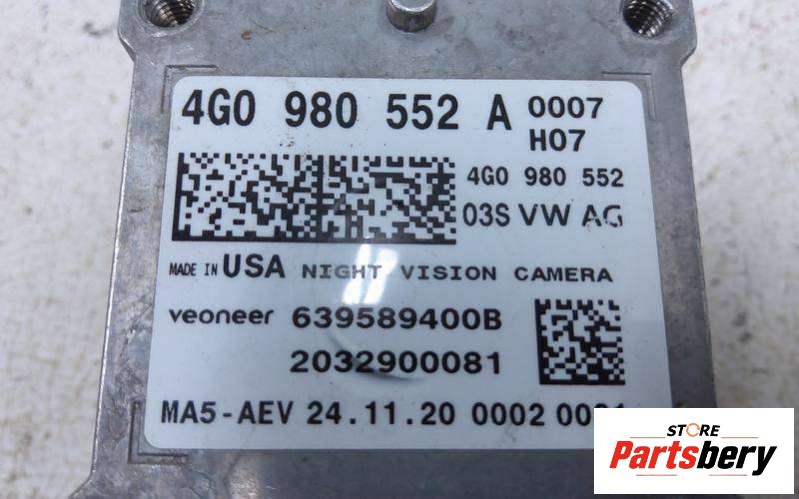 4G0 980 552 A 0007
H07
4G0 980 552
03S VW AG
MADE IN USA NIGHT VISION CAMERA
veoneer 639589400B
2032900081
MA5-AEV 24.11.20 0002
STORE
Partsbery